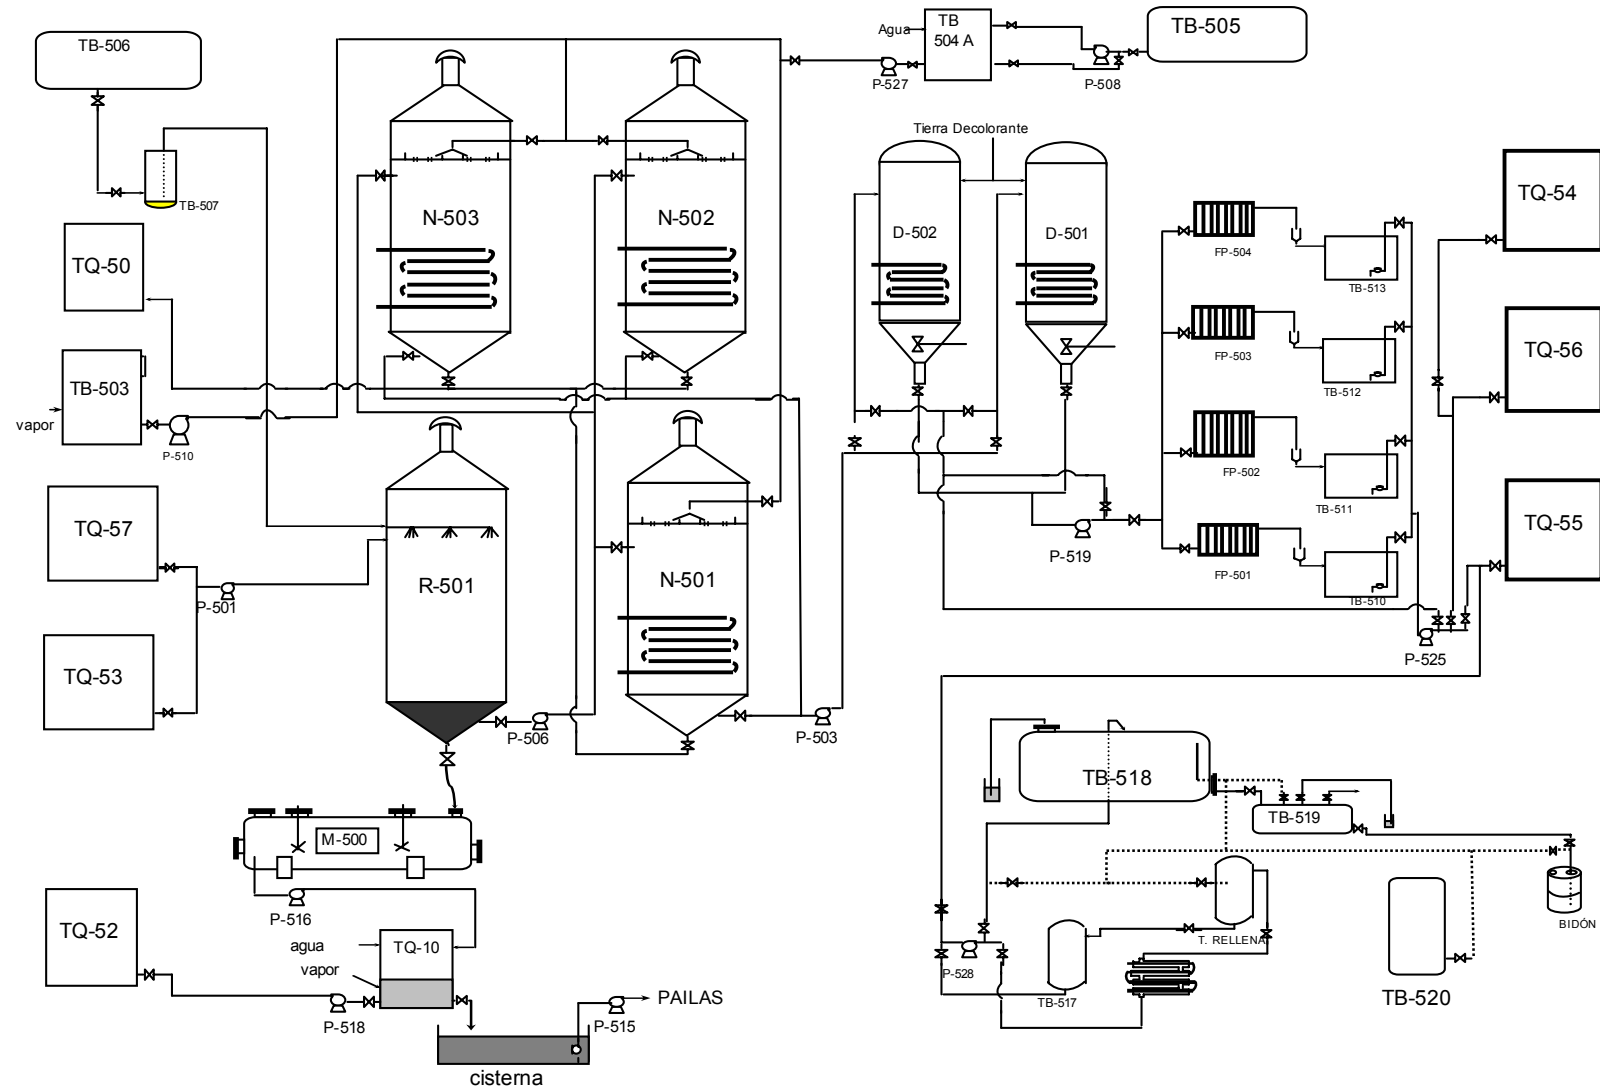 TB-506
Agua
TB
504 A
TB-505
P-527
P-508
Tierra Decolorante
TQ-54
TB-507
N-503
N-502
D-502
D-501
FP-504
TB-513
TQ-50
TQ-56
FP-503
TB-512
TB-503
vapor
P-510
FP-502
TB-511
TQ-57
TQ-55
P-519
R-501
N-501
FP-501
TB-510
P-501
P-525
TQ-53
P-506
P-503
TB-518
TB-519
M-500
P-516
TQ-52
agua
TQ-10
vapor
T. RELLENA
BIDÓN
P-528
TB-517
TB-520
P-518
PAILAS
P-515
cisterna